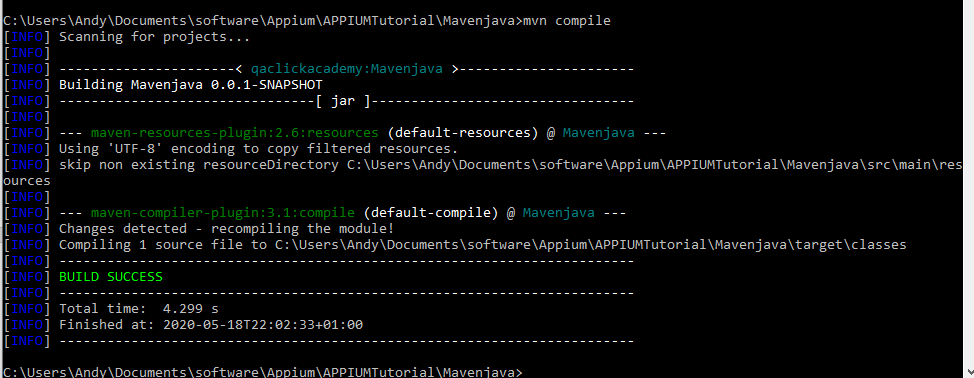 C:\Users\Andy\Documents\software\Appium\APPIUMTutorial\Mavenjava>mvn compile
[INFO] Scanning for projects...
[INFO]
[INFO] ----------------------< qaclickacademy:Mavenjava >----------------------
[INFO] Building Mavenjava 0.0.1-SNAPSHOT
[INFO] --------------------------------[ jar ]---------------------------------
[INFO]
[INFO] --- maven-resources-plugin:2.6:resources (default-resources) @ Mavenjava ---
[INFO] Using 'UTF-8' encoding to copy filtered resources.
[INFO] skip non existing resourceDirectory C:\Users\Andy\Documents\software\Appium\APPIUMTutorial\Mavenjava\src\main\res
ources
[INFO]
[INFO] --- maven-compiler-plugin:3.1:compile (default-compile) @ Mavenjava ---
[INFO] Changes detected - recompiling the module!
[INFO] Compiling 1 source file to C:\Users\Andy\Documents\software\Appium\APPIUMTutorial\Mavenjava\target\classes
[INFO] ------------------------------------------------------------------------
[INFO] BUILD SUCCESS
[INFO] ------------------------------------------------------------------------
[INFO] Total time:  4.299 s
[INFO] Finished at: 2020-05-18T22:02:33+01:00
[INFO] ------------------------------------------------------------------------
C:\Users\Andy\Documents\software\Appium\APPIUMTutorial\Mavenjava>